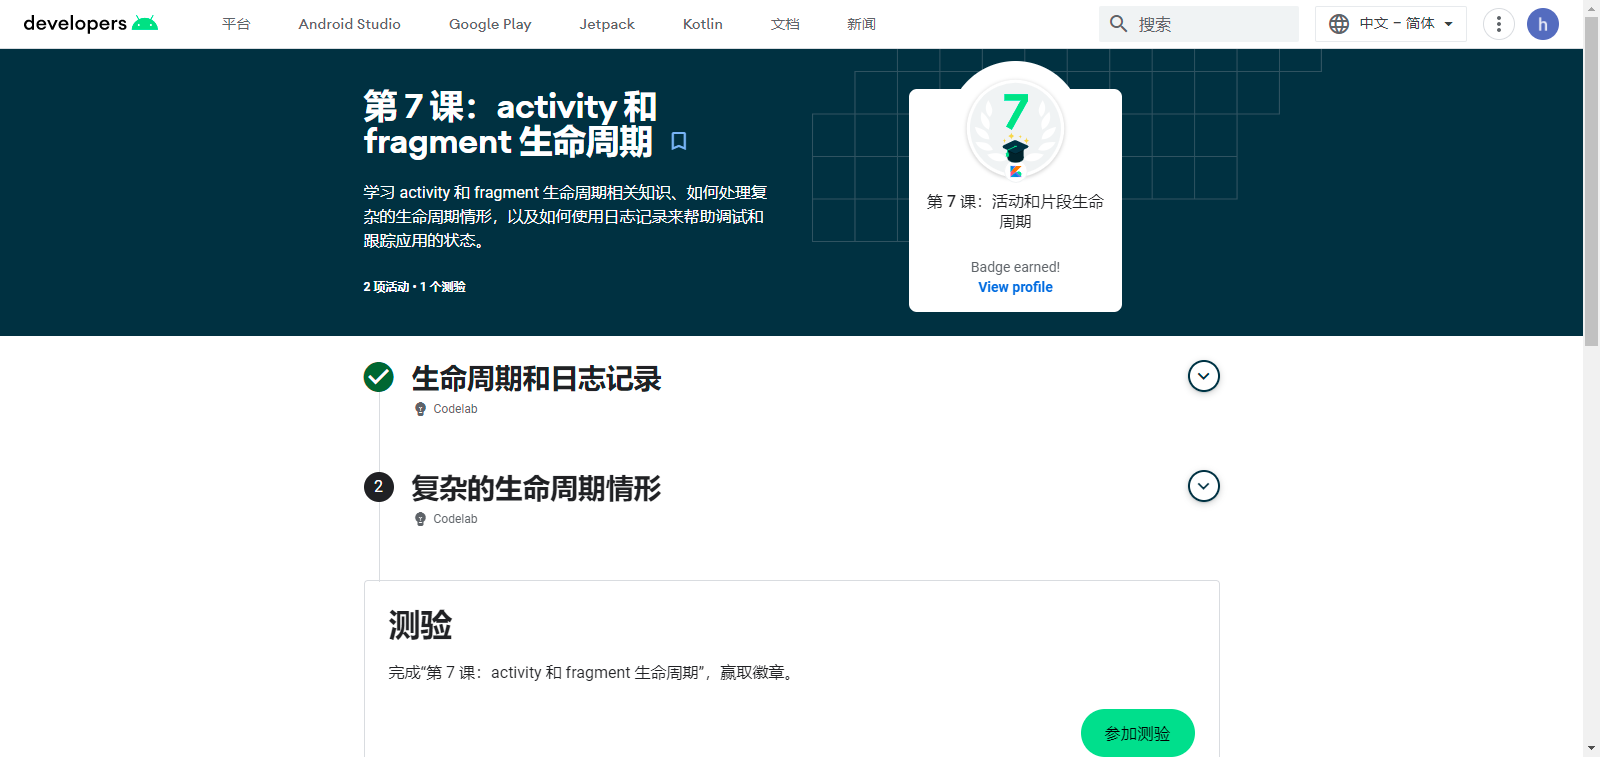 developers
平台
Android Studio
Google Play
Jetpack
Kotlin
文档
新闻
搜索
中文 – 简体
h
第 7 课：activity 和
fragment 生命周期
学习 activity 和 fragment 生命周期相关知识、如何处理复
杂的生命周期情形，以及如何使用日志记录来帮助调试和
跟踪应用的状态。
2 项活动 • 1 个测验
7
第 7 课：活动和片段生命
周期
Badge earned!
View profile
生命周期和日志记录
Codelab
2
复杂的生命周期情形
Codelab
测验
完成“第 7 课：activity 和 fragment 生命周期”，赢取徽章。
参加测验